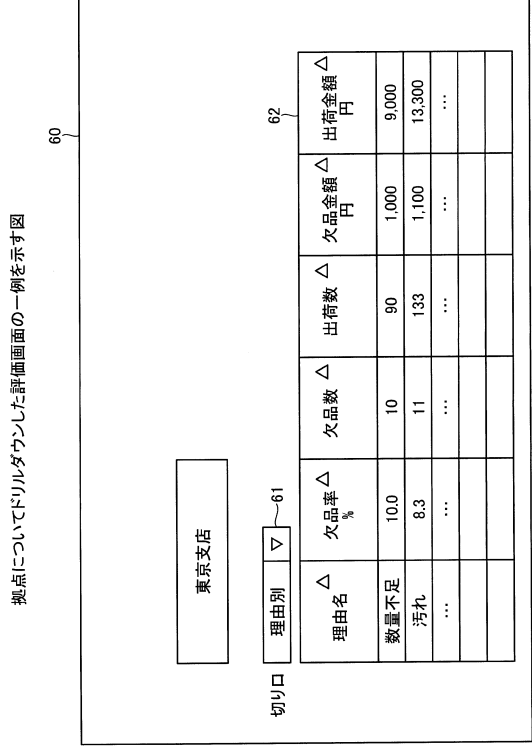 拠点についてドリルダウンした評価画面の一例を示す図
60
東京支店
切り口 理由別 ▽ 61
62
理由名 △ 欠品率 % △ 欠品数 △ 出荷数 △ 欠品金額 円 △ 出荷金額 円 △
数量不足 10.0 10 90 1,000 9,000
汚れ 8.3 11 133 1,100 13,300
… … … … … …